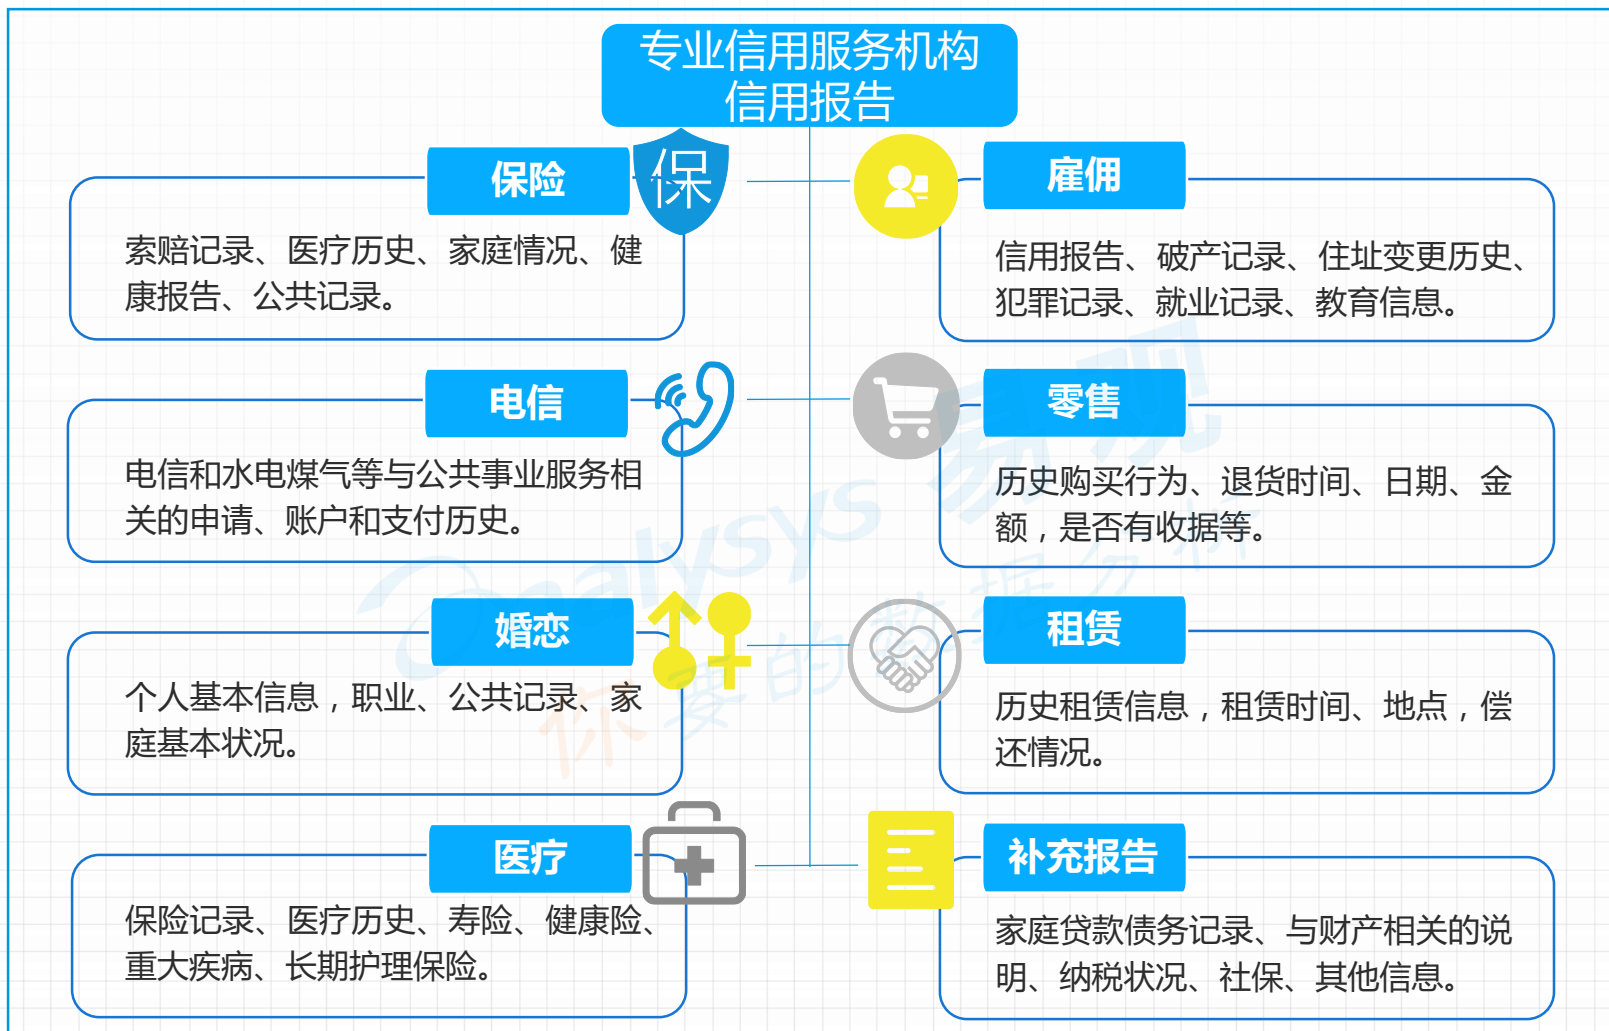 专业信用服务机构
信用报告
保险
保
索赔记录、医疗历史、家庭情况、健
康报告、公共记录。
雇佣
信用报告、破产记录、住址变更历史、
犯罪记录、就业记录、教育信息。
电信
电信和水电煤气等与公共事业服务相
关的申请、账户和支付历史。
零售
历史购买行为、退货时间、日期、金
额，是否有收据等。
婚恋
个人基本信息，职业、公共记录、家
庭基本状况。
租赁
历史租赁信息，租赁时间、地点，偿
还情况。
医疗
保险记录、医疗历史、寿险、健康险、
重大疾病、长期护理保险。
补充报告
家庭贷款债务记录、与财产相关的说
明、纳税状况、社保、其他信息。
analysys 易观
你要的数据分析